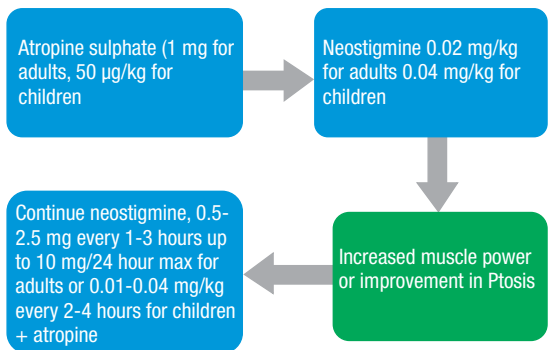 Atropine sulphate (1 mg for
adults, 50 µg/kg for
children
Neostigmine 0.02 mg/kg
for adults 0.04 mg/kg for
children
Increased muscle power
or improvement in Ptosis
Continue neostigmine, 0.5-
2.5 mg every 1-3 hours up
to 10 mg/24 hour max for
adults or 0.01-0.04 mg/kg
every 2-4 hours for children
+ atropine